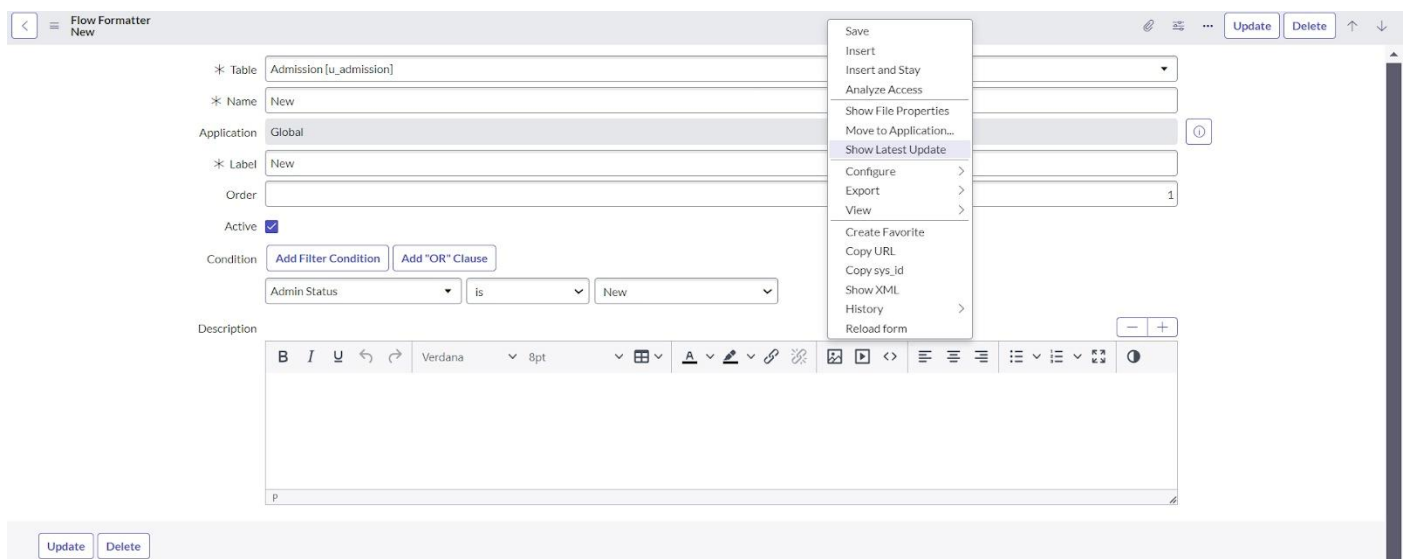 Flow Formatter
New
Update Delete
Table Admission [u_admission]
Name New
Application Global
Label New
Order 1
Active
Condition Add Filter Condition Add "OR" Clause
Admin Status is New
Description
Save
Insert
Insert and Stay
Analyze Access
Show File Properties
Move to Application...
Show Latest Update
Configure
Export
View
Create Favorite
Copy URL
Copy sys_id
Show XML
History
Reload form
B I U Verdana 8pt A
P
Update Delete